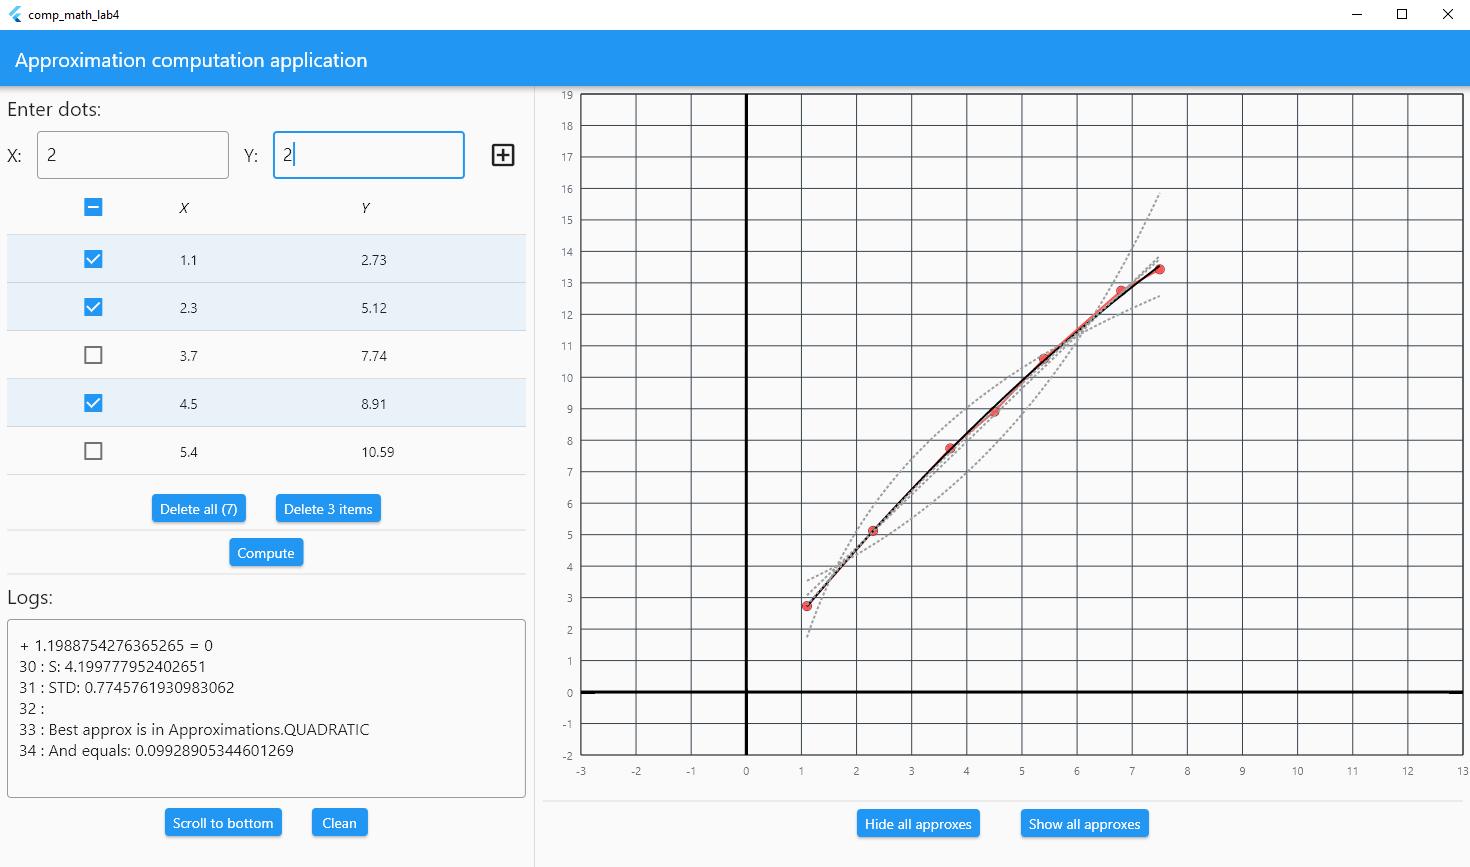 comp_math_lab4
Approximation computation application
Enter dots:
X: 2 Y: 2
X Y
1.1 2.73
2.3 5.12
3.7 7.74
4.5 8.91
5.4 10.59
Delete all (7) Delete 3 items
Compute
Logs:
+ 1.1988754276365265 = 0
30 : S: 4.199777952402651
31 : STD: 0.7745761930983062
32 :
33 : Best approx is in Approximations.QUADRATIC
34 : And equals: 0.09928905344601269
Scroll to bottom Clean
19
18
17
16
15
14
13
12
11
10
9
8
7
6
5
4
3
2
1
0
-1
-2
-3 -2 -1 0 1 2 3 4 5 6 7 8 9 10 11 12 13
Hide all approxes Show all approxes